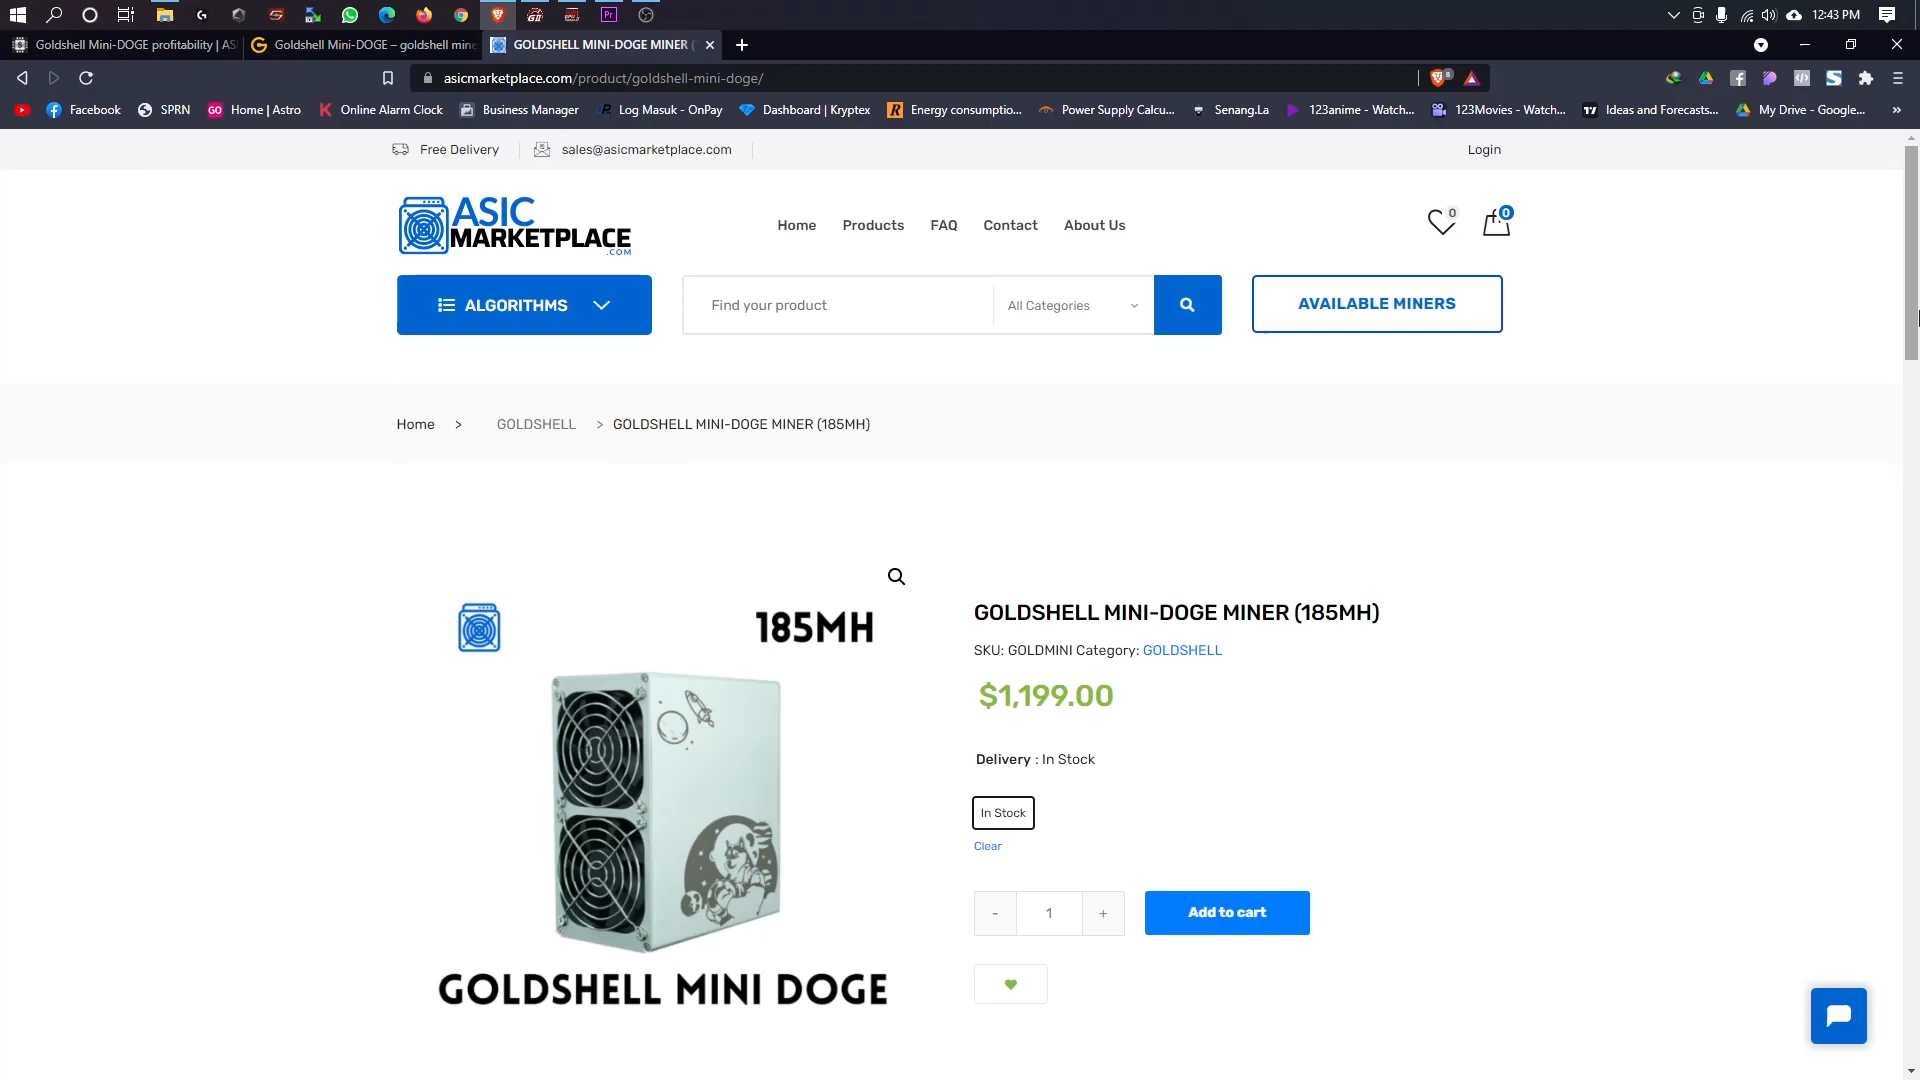 12:43 PM
Goldshell Mini-DOGE profitability | AS
Goldshell Mini-DOGE – goldshell mine
GOLDSHELL MINI-DOGE MINER (
asicmarketplace.com/product/goldshell-mini-doge/
8
Facebook
SPRN
GO Home | Astro
K Online Alarm Clock
Business Manager
Log Masuk - OnPay
Dashboard | Kryptex
R Energy consumptio...
Power Supply Calcu...
Senang.La
123anime - Watch...
123Movies - Watch...
Ideas and Forecasts...
My Drive - Google...
»
Free Delivery
sales@asicmarketplace.com
Login
ASIC
MARKETPLACE
.COM
Home
Products
FAQ
Contact
About Us
0
0
ALGORITHMS
Find your product
All Categories
AVAILABLE MINERS
Home > GOLDSHELL > GOLDSHELL MINI-DOGE MINER (185MH)
185MH
GOLDSHELL MINI DOGE
GOLDSHELL MINI-DOGE MINER (185MH)
SKU: GOLDMINI Category: GOLDSHELL
$1,199.00
Delivery : In Stock
In Stock
Clear
- 1 +
Add to cart